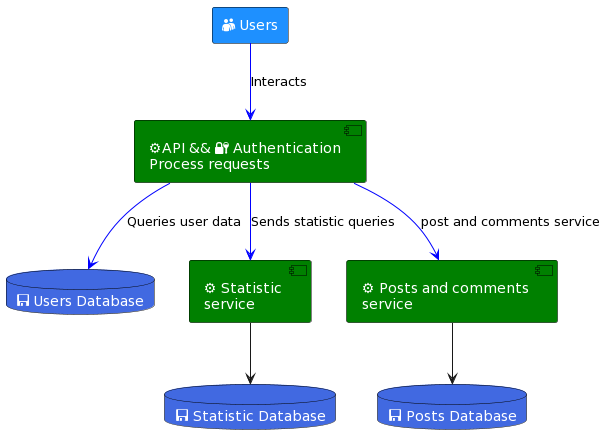 👥 Users
Interacts
⚙API && 🔐 Authentication
Process requests
Queries user data
Sends statistic queries
post and comments service
💾 Users Database
⚙ Statistic
service
⚙ Posts and comments
service
💾 Statistic Database
💾 Posts Database